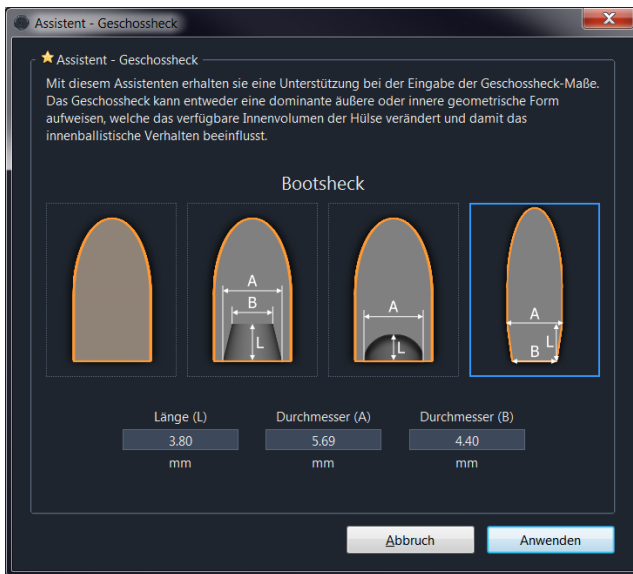 Assistent - Geschossheck
Assistent - Geschossheck
Mit diesem Assistenten erhalten sie eine Unterstützung bei der Eingabe der Geschossheck-Maße.
Das Geschossheck kann entweder eine dominante äußere oder innere geometrische Form
aufweisen, welche das verfügbare Innenvolumen der Hülse verändert und damit das
innenballistische Verhalten beeinflusst.
Bootsheck
A
B
L
A
L
A
L
B
Länge (L) Durchmesser (A) Durchmesser (B)
3.80 5.69 4.40
mm mm mm
Abbruch Anwenden